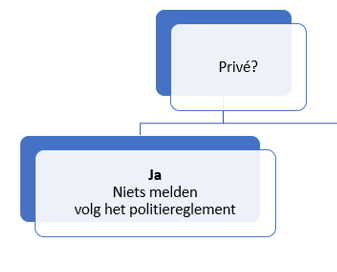 Privé?
Ja
Niets melden
volg het politiereglement